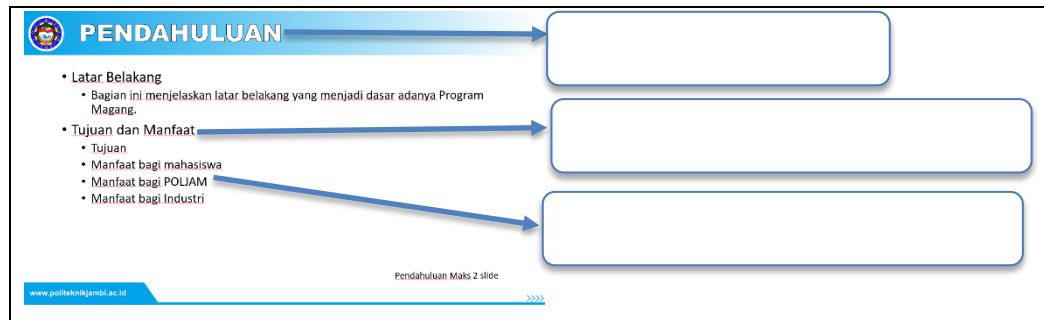 PENDAHULUAN
• Latar Belakang
• Bagian ini menjelaskan latar belakang yang menjadi dasar adanya Program
Magang.
• Tujuan dan Manfaat
• Tujuan
• Manfaat bagi mahasiswa
• Manfaat bagi POLJAM
• Manfaat bagi Industri
Pendahuluan Maks 2 slide
www.politeknikjambi.ac.id
>>>>